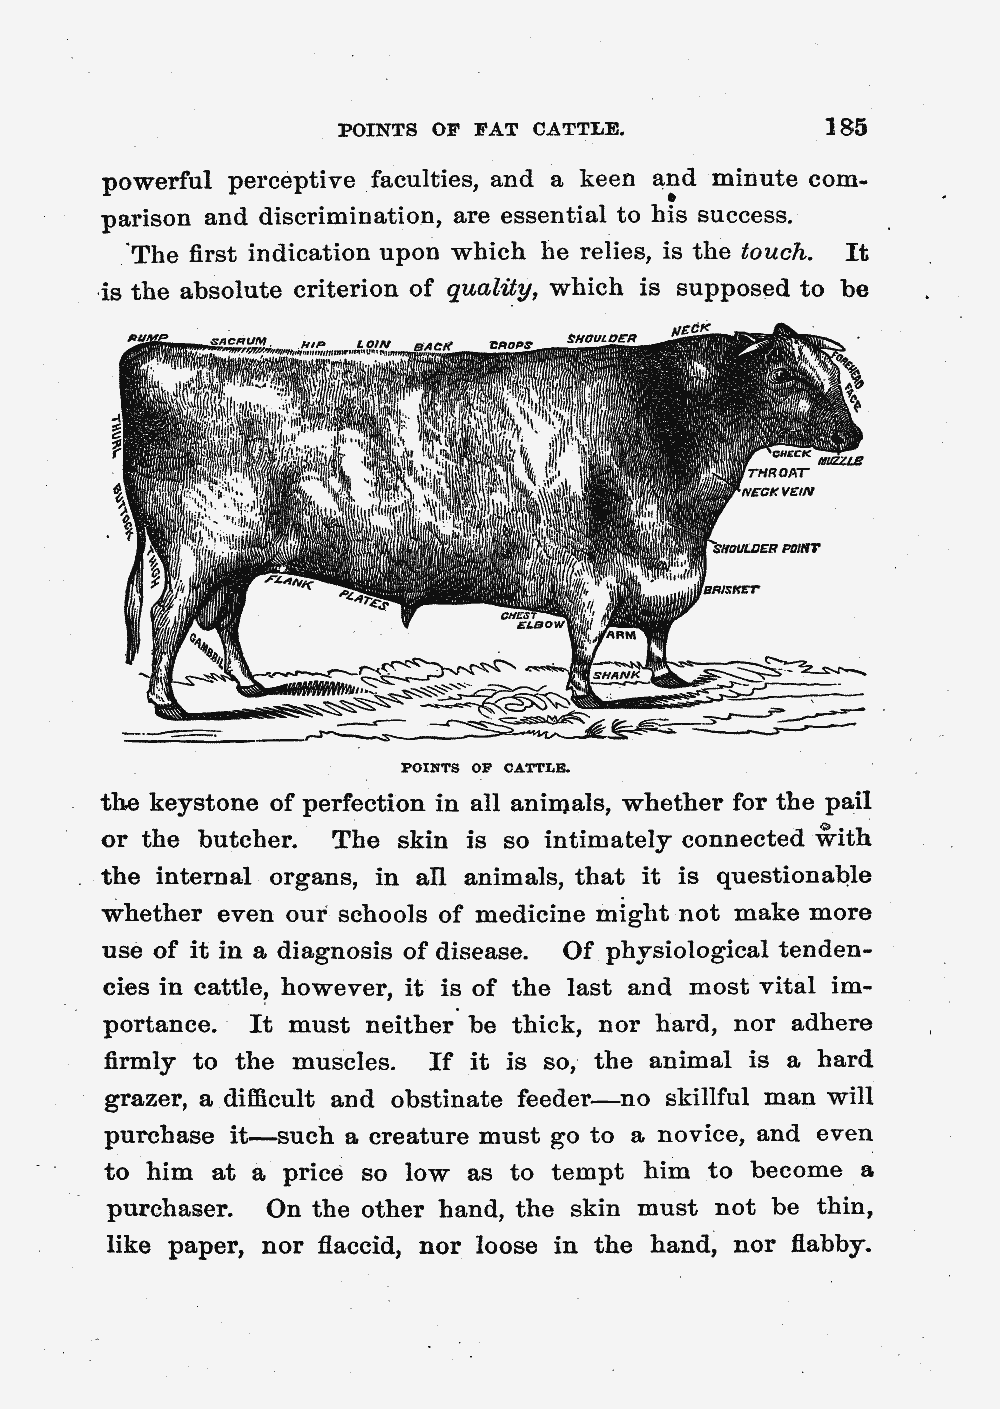 POINTS OF FAT CATTLE. 185
powerful perceptive faculties, and a keen and minute com-
parison and discrimination, are essential to his success.
The first indication upon which he relies, is the touch. It
is the absolute criterion of quality, which is supposed to be
RUMP SACRUM HIP LOIN BACK CROPS SHOULDER NECK
FOREHEAD
FACE
THURL
CHECK
MUZZLE
THROAT
NECK VEIN
BUTTOCK
SHOULDER POINT
THIGH
FLANK
PLATES
BRISKET
CHEST
ELBOW
ARM
GAMBRIL
SHANK
POINTS OF CATTLE.
the keystone of perfection in all animals, whether for the pail
or the butcher. The skin is so intimately connected with
the internal organs, in all animals, that it is questionable
whether even our schools of medicine might not make more
use of it in a diagnosis of disease. Of physiological tenden-
cies in cattle, however, it is of the last and most vital im-
portance. It must neither be thick, nor hard, nor adhere
firmly to the muscles. If it is so, the animal is a hard
grazer, a difficult and obstinate feeder—no skillful man will
purchase it—such a creature must go to a novice, and even
to him at a price so low as to tempt him to become a
purchaser. On the other hand, the skin must not be thin,
like paper, nor flaccid, nor loose in the hand, nor flabby.